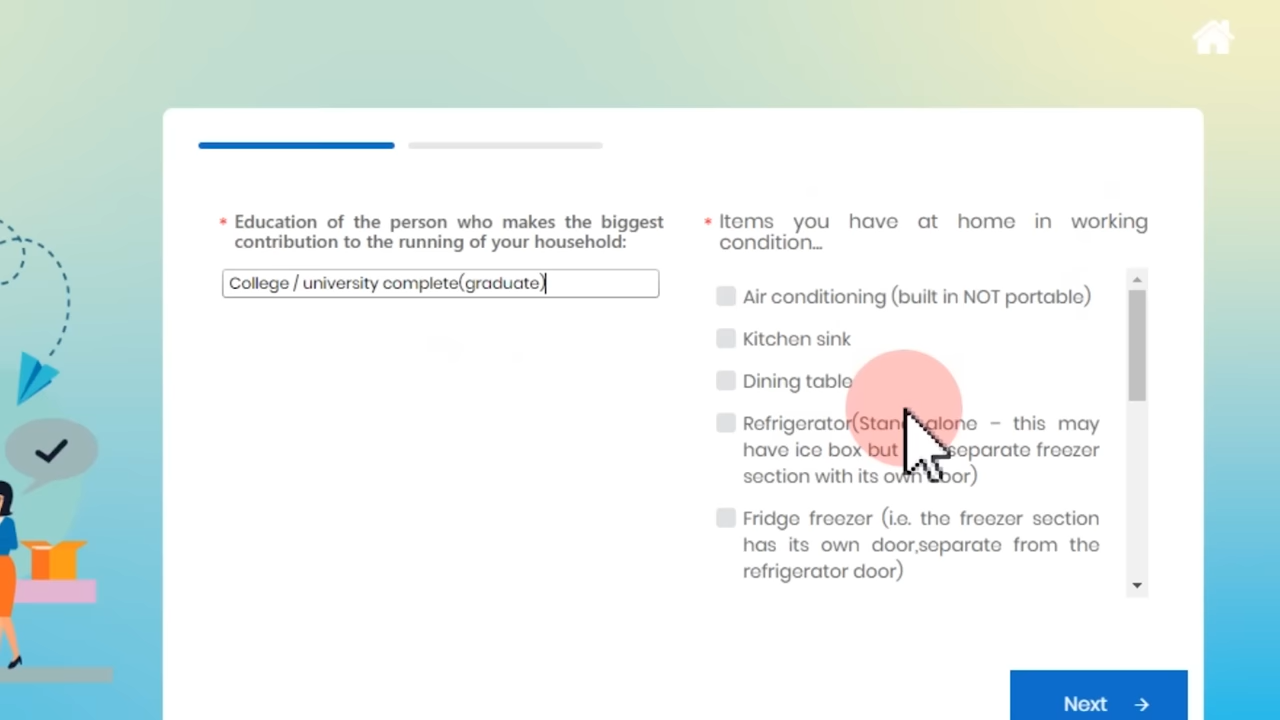 * Education of the person who makes the biggest
contribution to the running of your household:
College / university complete(graduate)
* Items you have at home in working
condition...
Air conditioning (built in NOT portable)
Kitchen sink
Dining table
Refrigerator(Stand alone – this may
have ice box but separate freezer
section with its own door)
Fridge freezer (i.e. the freezer section
has its own door,separate from the
refrigerator door)
Next